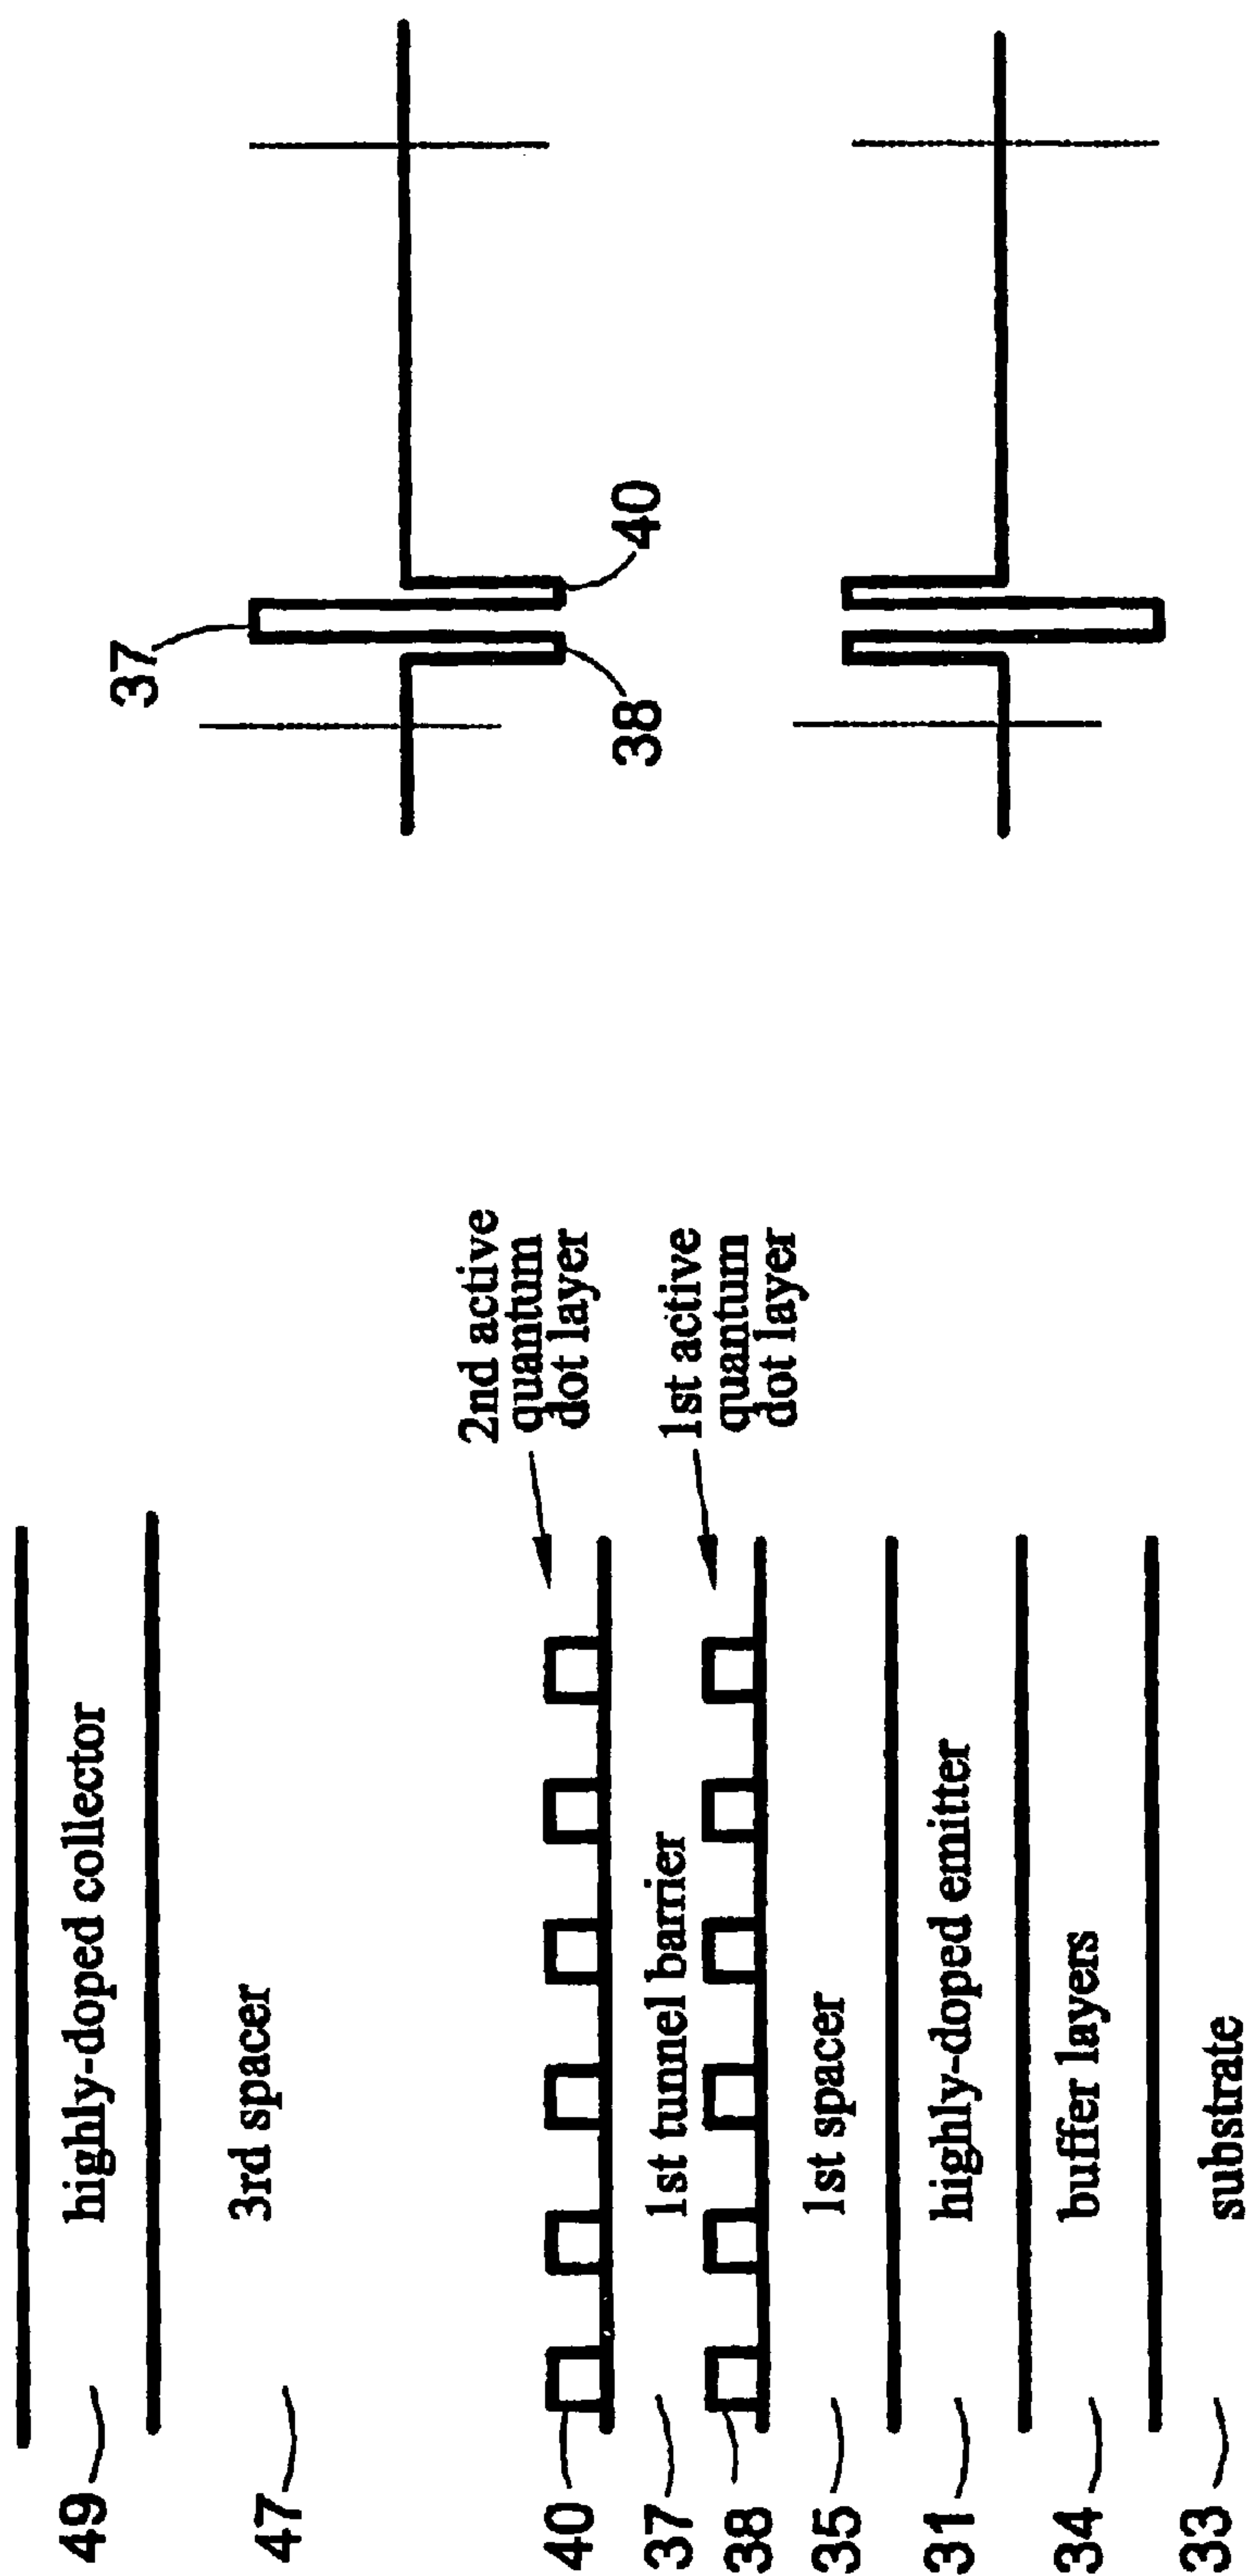 49
highly-doped collector
47
3rd spacer
2nd active
quantum
dot layer
40
37
1st tunnel barrier
1st active
quantum
dot layer
38
35
1st spacer
31
highly-doped emitter
34
buffer layers
33
substrate
37
38
40